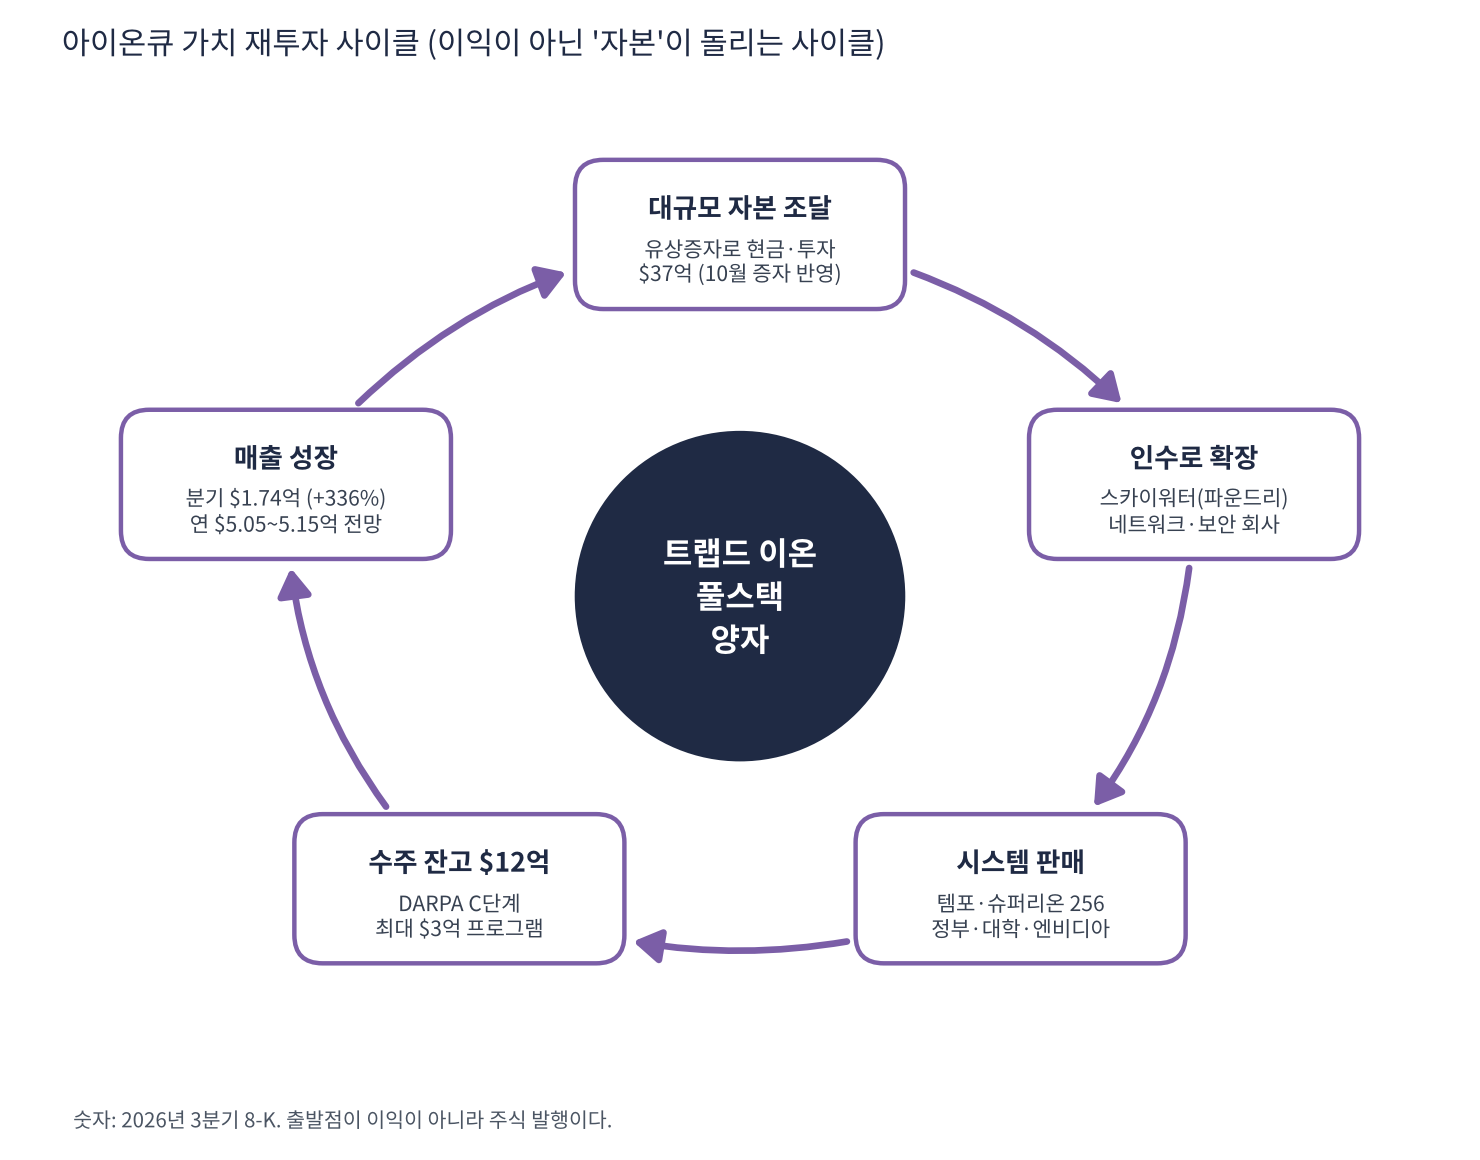 아이온큐 가치 재투자 사이클 (이익이 아닌 '자본'이 돌리는 사이클)
대규모 자본 조달
유상증자로 현금·투자
$37억 (10월 증자 반영)
매출 성장
분기 $1.74억 (+336%)
연 $5.05~5.15억 전망
인수로 확장
스카이워터(파운드리)
네트워크·보안 회사
트랩드 이온
풀스택
양자
수주 잔고 $12억
DARPA C단계
최대 $3억 프로그램
시스템 판매
템포·슈퍼리온 256
정부·대학·엔비디아
숫자: 2026년 3분기 8-K. 출발점이 이익이 아니라 주식 발행이다.